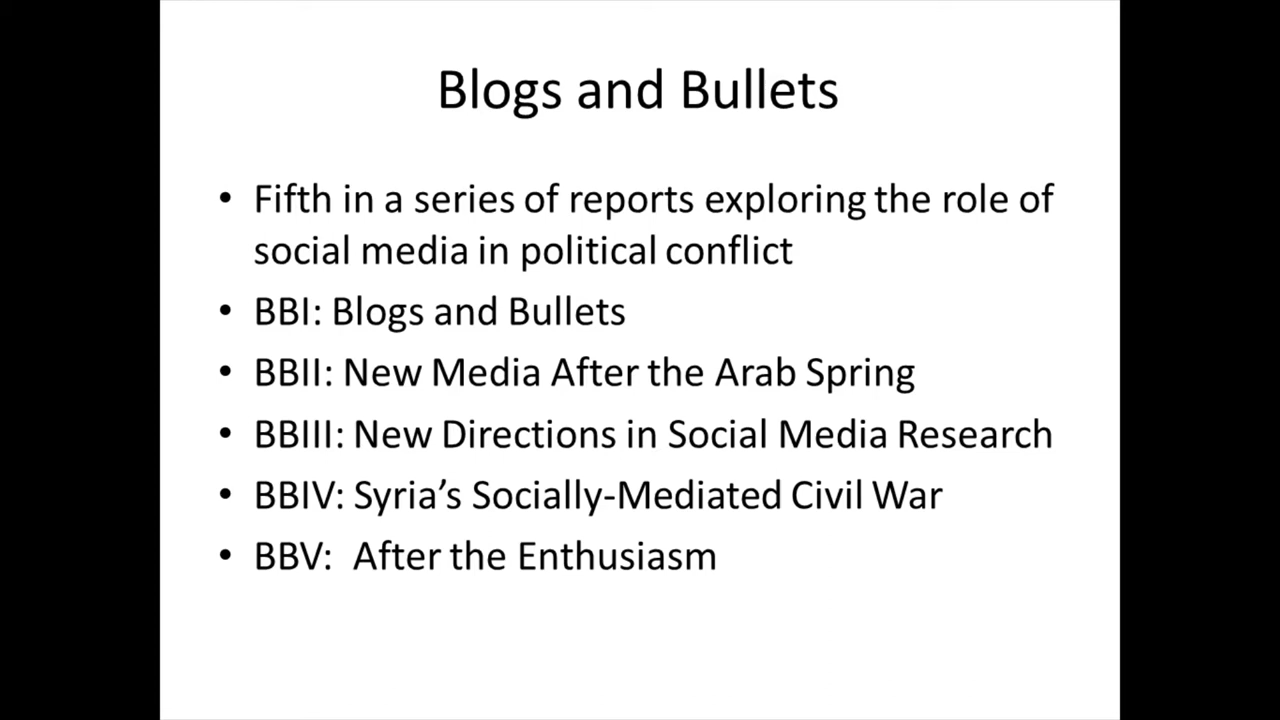 Blogs and Bullets
• Fifth in a series of reports exploring the role of
social media in political conflict
• BBI: Blogs and Bullets
• BBII: New Media After the Arab Spring
• BBIII: New Directions in Social Media Research
• BBIV: Syria’s Socially-Mediated Civil War
• BBV:  After the Enthusiasm